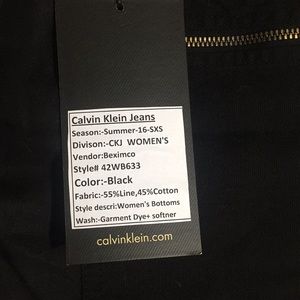 Calvin Klein Jeans
Season:-Summer-16-SXS
Divison:-CKJ WOMEN'S
Vendor:Beximco
Style# 42WB633
Color:-Black
Fabric:-55%Line,45%Cotton
Style descri:Women's Bottoms
Wash:-Garment Dye+ softner
calvinklein.com